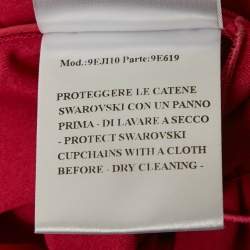 Mod.:9EJ110 Parte:9E619
PROTEGGERE LE CATENE
SWAROVSKI CON UN PANNO
PRIMA - DI LAVARE A SECCO
- PROTECT SWAROVSKI
CUPCHAINS WITH A CLOTH
BEFORE - DRY CLEANING -